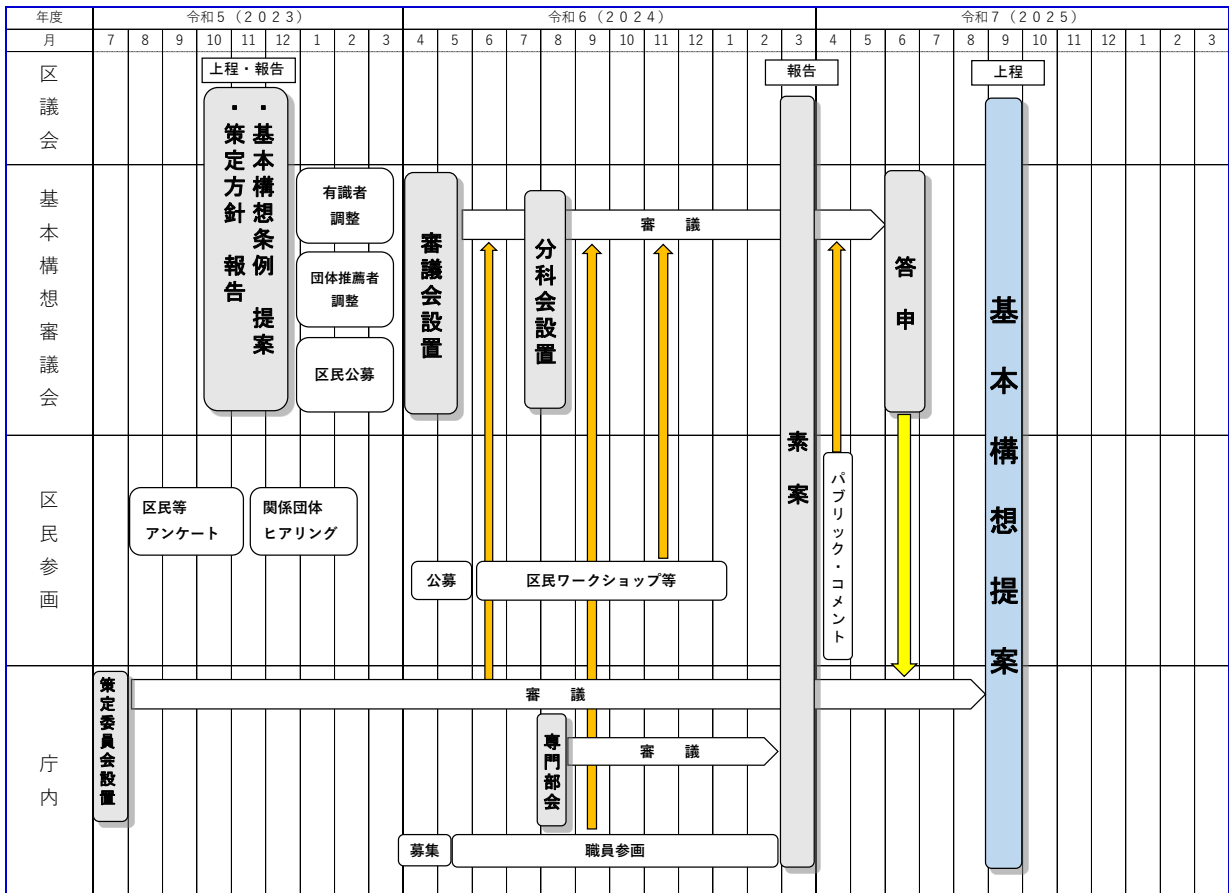 年度
令和5（2023）
令和6（2024）
令和7（2025）
月
7 8 9 10 11 12 1 2 3 4 5 6 7 8 9 10 11 12 1 2 3 4 5 6 7 8 9 10 11 12 1 2 3
区議会
上程・報告
報告
上程
・基本構想条例　提案
・策定方針　報告
基本構想審議会
有識者
調整
団体推薦者
調整
区民公募
審議会設置
分科会設置
審　議
答申
素案
基本構想提案
区民参画
区民等
アンケート
関係団体
ヒアリング
公募
区民ワークショップ等
パブリック・コメント
庁内
策定委員会設置
審　議
専門部会
審　議
募集
職員参画